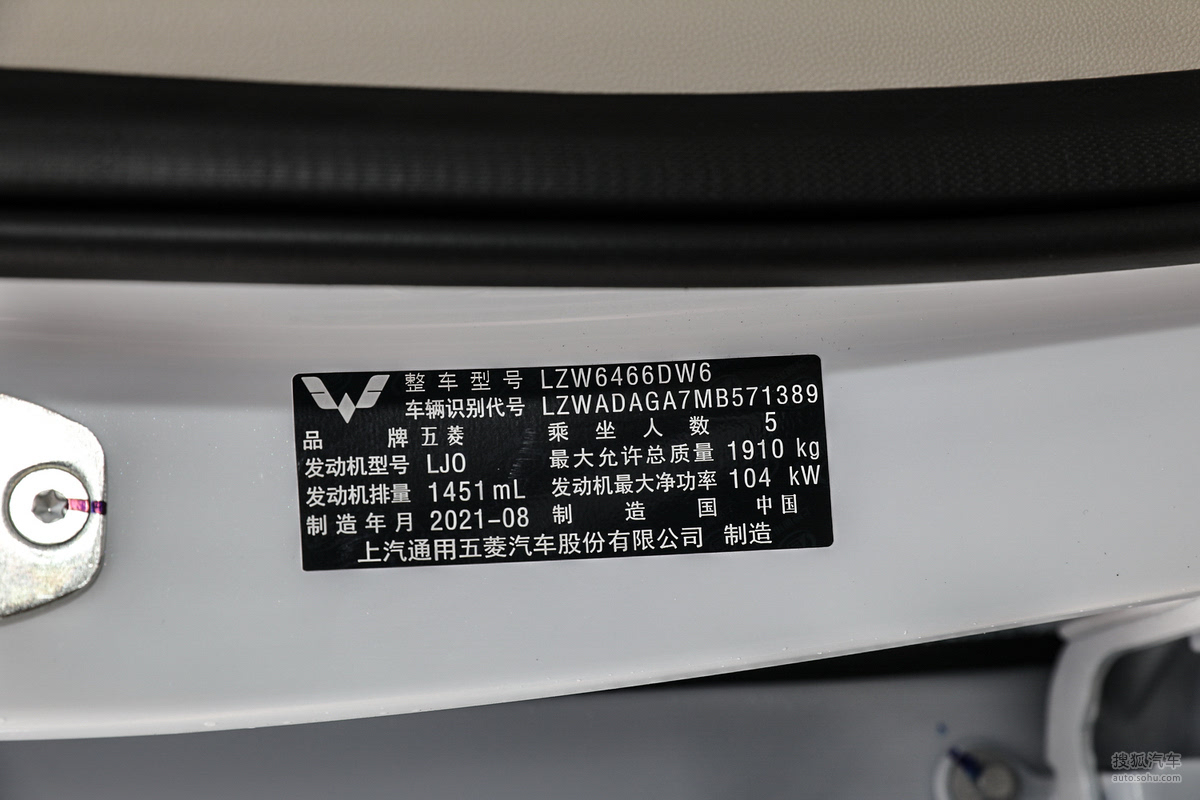 整车型号 LZW6466DW6
车辆识别代号 LZWADAGA7MB571389
品牌 五菱 乘坐人数 5
发动机型号 LJO 最大允许总质量 1910 kg
发动机排量 1451 mL 发动机最大净功率 104 kW
制造年月 2021-08 制造国 中国
上汽通用五菱汽车股份有限公司 制造
搜狐汽车
auto.sohu.com